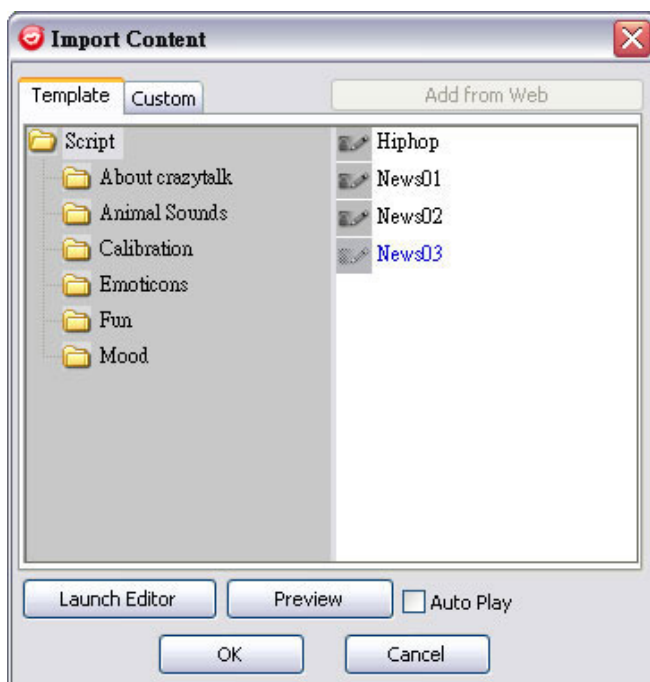 Import Content
Template
Custom
Add from Web
Script
About crazytalk
Animal Sounds
Calibration
Emoticons
Fun
Mood
Hiphop
News01
News02
News03
Launch Editor
Preview
Auto Play
OK
Cancel